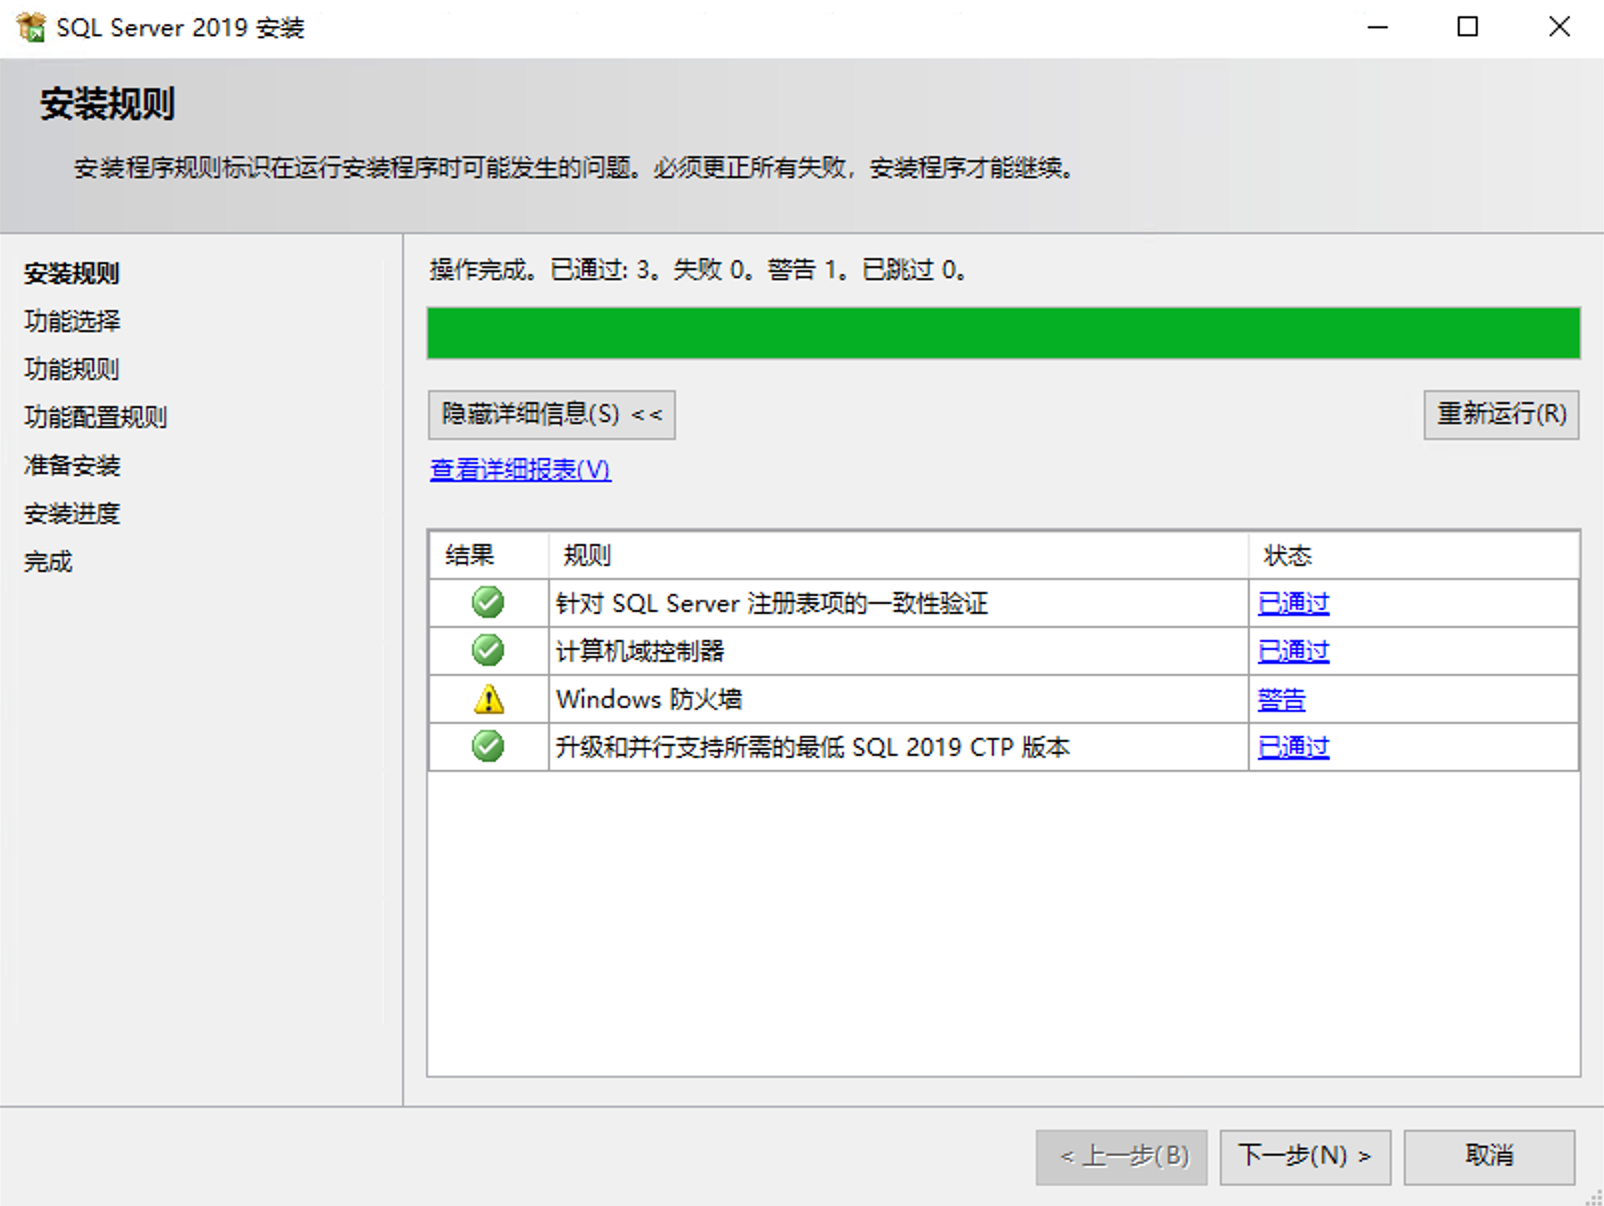 SQL Server 2019 安装
安装规则
安装程序规则标识在运行安装程序时可能发生的问题。必须更正所有失败，安装程序才能继续。
安装规则
功能选择
功能规则
功能配置规则
准备安装
安装进度
完成
操作完成。已通过: 3。失败 0。警告 1。已跳过 0。
隐藏详细信息(S) <<
重新运行(R)
查看详细报表(V)
结果 规则 状态
针对 SQL Server 注册表项的一致性验证 已通过
计算机域控制器 已通过
Windows 防火墙 警告
升级和并行支持所需的最低 SQL 2019 CTP 版本 已通过
< 上一步(B) 下一步(N) > 取消